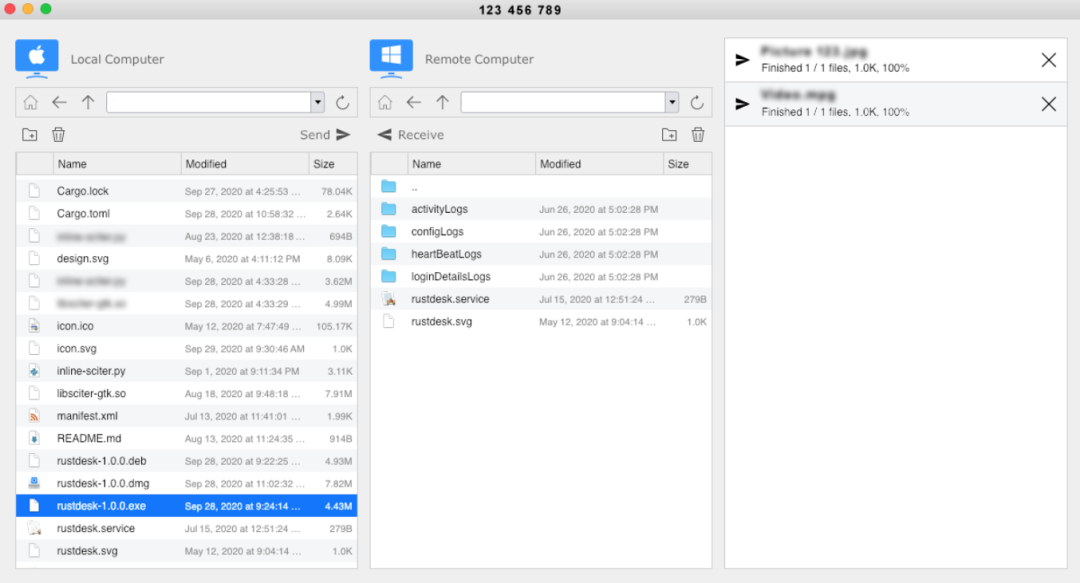 123 456 789
Local Computer
Send
Name Modified Size
Cargo.lock Sep 27, 2020 at 4:25:53 ... 78.04K
Cargo.toml Sep 28, 2020 at 10:58:32 ... 2.64K
Aug 23, 2020 at 12:38:18 ... 694B
design.svg May 6, 2020 at 4:11:12 PM 8.09K
Sep 28, 2020 at 4:33:28 ... 3.62M
Sep 28, 2020 at 4:33:29 ... 4.99M
icon.ico May 12, 2020 at 7:47:49 ... 105.17K
icon.svg Sep 29, 2020 at 9:30:46 AM 1.0K
inline-sciter.py Sep 1, 2020 at 9:11:34 PM 3.11K
libsciter-gtk.so Aug 18, 2020 at 9:48:18 ... 7.91M
manifest.xml Jul 13, 2020 at 11:41:01 ... 1.99K
README.md Aug 13, 2020 at 11:24:35 ... 914B
rustdesk-1.0.0.deb Sep 28, 2020 at 9:22:25 ... 4.93M
rustdesk-1.0.0.dmg Sep 28, 2020 at 11:02:32 ... 7.82M
rustdesk-1.0.0.exe Sep 28, 2020 at 9:24:14 ... 4.43M
rustdesk.service Jul 15, 2020 at 12:51:24 ... 279B
rustdesk.svg May 12, 2020 at 9:04:14 ... 1.0K
Remote Computer
Receive
Name Modified Size
..
activityLogs Jun 26, 2020 at 5:02:28 PM
configLogs Jun 26, 2020 at 5:02:28 PM
heartBeatLogs Jun 26, 2020 at 5:02:28 PM
loginDetailsLogs Jun 26, 2020 at 5:02:28 PM
rustdesk.service Jul 15, 2020 at 12:51:24 ... 279B
rustdesk.svg May 12, 2020 at 9:04:14 ... 1.0K
Finished 1 / 1 files, 1.0K, 100%
Finished 1 / 1 files, 1.0K, 100%